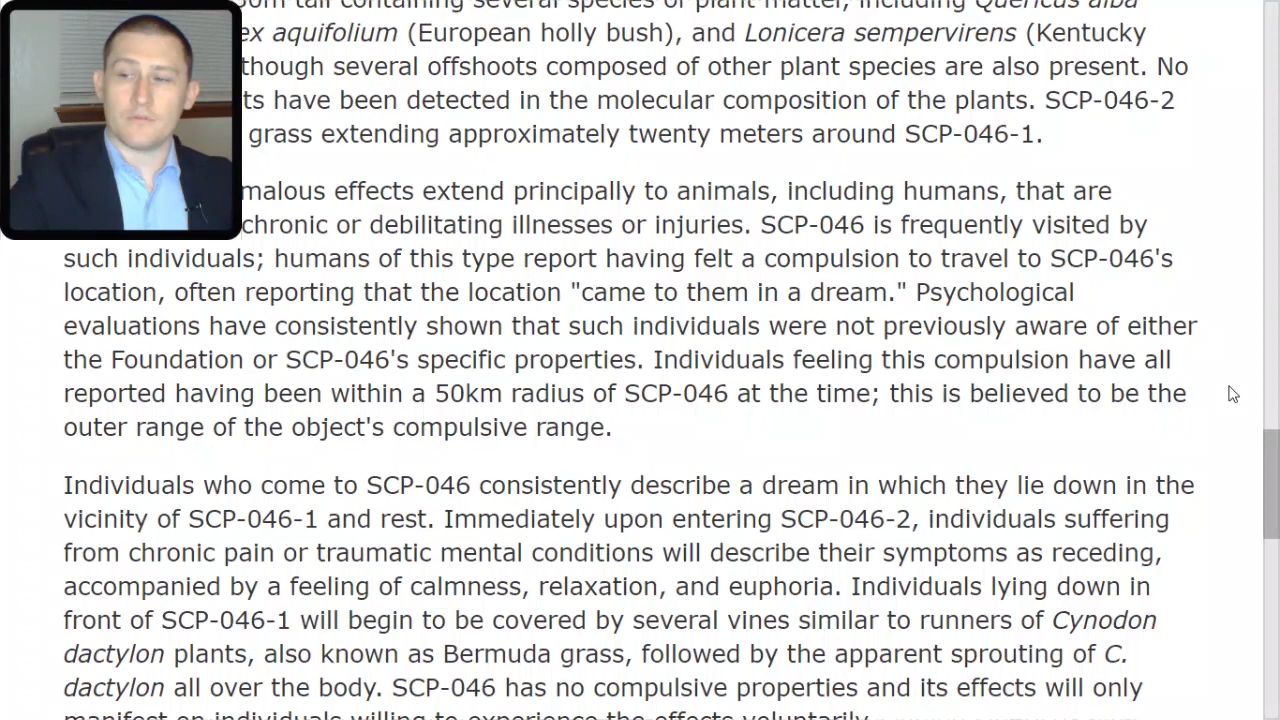 tall containing several species of plant matter, including Quercus alba
ex aquifolium (European holly bush), and Lonicera sempervirens (Kentucky
though several offshoots composed of other plant species are also present. No
ts have been detected in the molecular composition of the plants. SCP-046-2
grass extending approximately twenty meters around SCP-046-1.
malous effects extend principally to animals, including humans, that are
chronic or debilitating illnesses or injuries. SCP-046 is frequently visited by
such individuals; humans of this type report having felt a compulsion to travel to SCP-046's
location, often reporting that the location "came to them in a dream." Psychological
evaluations have consistently shown that such individuals were not previously aware of either
the Foundation or SCP-046's specific properties. Individuals feeling this compulsion have all
reported having been within a 50km radius of SCP-046 at the time; this is believed to be the
outer range of the object's compulsive range.
Individuals who come to SCP-046 consistently describe a dream in which they lie down in the
vicinity of SCP-046-1 and rest. Immediately upon entering SCP-046-2, individuals suffering
from chronic pain or traumatic mental conditions will describe their symptoms as receding,
accompanied by a feeling of calmness, relaxation, and euphoria. Individuals lying down in
front of SCP-046-1 will begin to be covered by several vines similar to runners of Cynodon
dactylon plants, also known as Bermuda grass, followed by the apparent sprouting of C.
dactylon all over the body. SCP-046 has no compulsive properties and its effects will only
manifest on individuals willing to experience the effects voluntarily